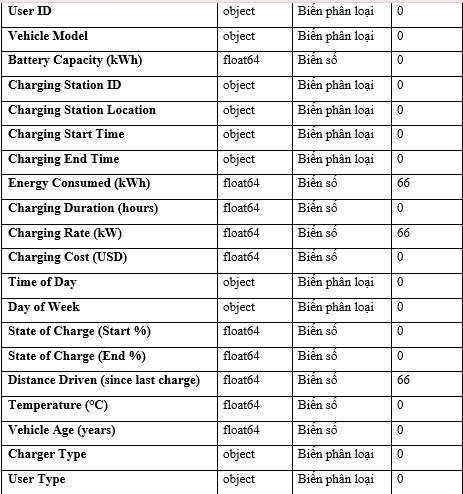 User ID object Biến phân loại 0
Vehicle Model object Biến phân loại 0
Battery Capacity (kWh) float64 Biến số 0
Charging Station ID object Biến phân loại 0
Charging Station Location object Biến phân loại 0
Charging Start Time object Biến phân loại 0
Charging End Time object Biến phân loại 0
Energy Consumed (kWh) float64 Biến số 66
Charging Duration (hours) float64 Biến số 0
Charging Rate (kW) float64 Biến số 66
Charging Cost (USD) float64 Biến số 0
Time of Day object Biến phân loại 0
Day of Week object Biến phân loại 0
State of Charge (Start %) float64 Biến số 0
State of Charge (End %) float64 Biến số 0
Distance Driven (since last charge) float64 Biến số 66
Temperature (°C) float64 Biến số 0
Vehicle Age (years) float64 Biến số 0
Charger Type object Biến phân loại 0
User Type object Biến phân loại 0